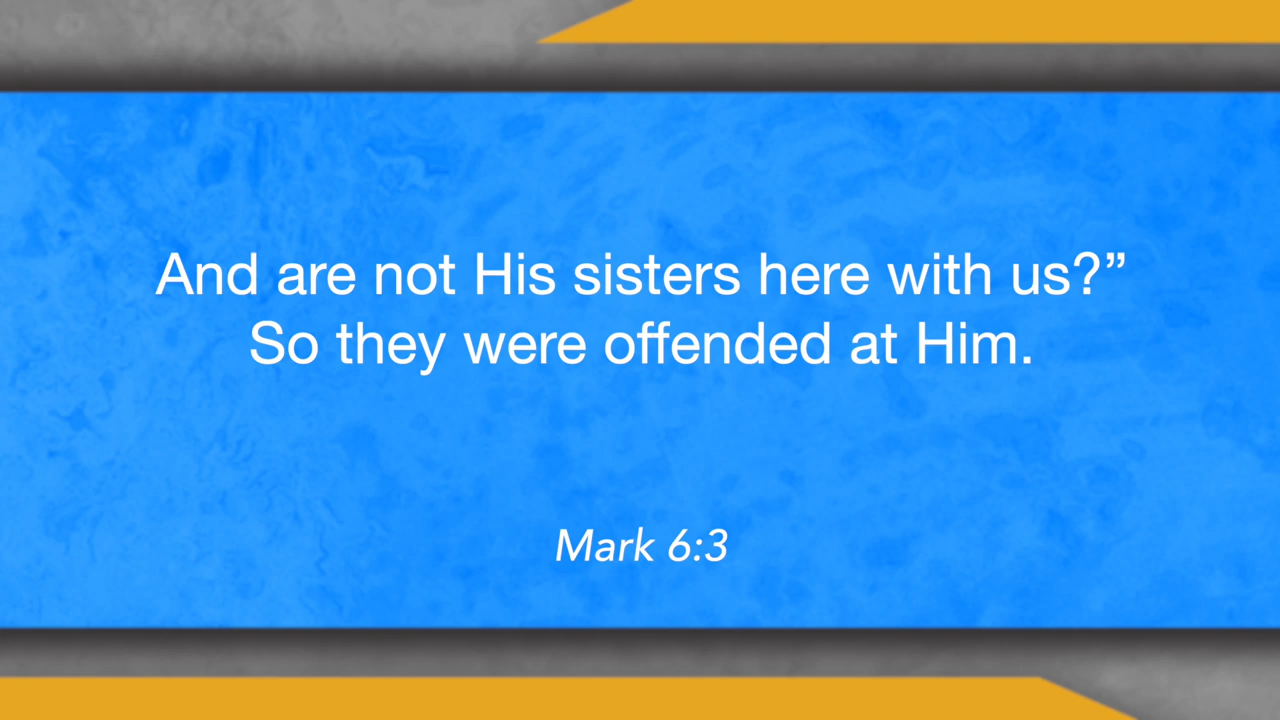 And are not His sisters here with us?”
So they were offended at Him.
Mark 6:3